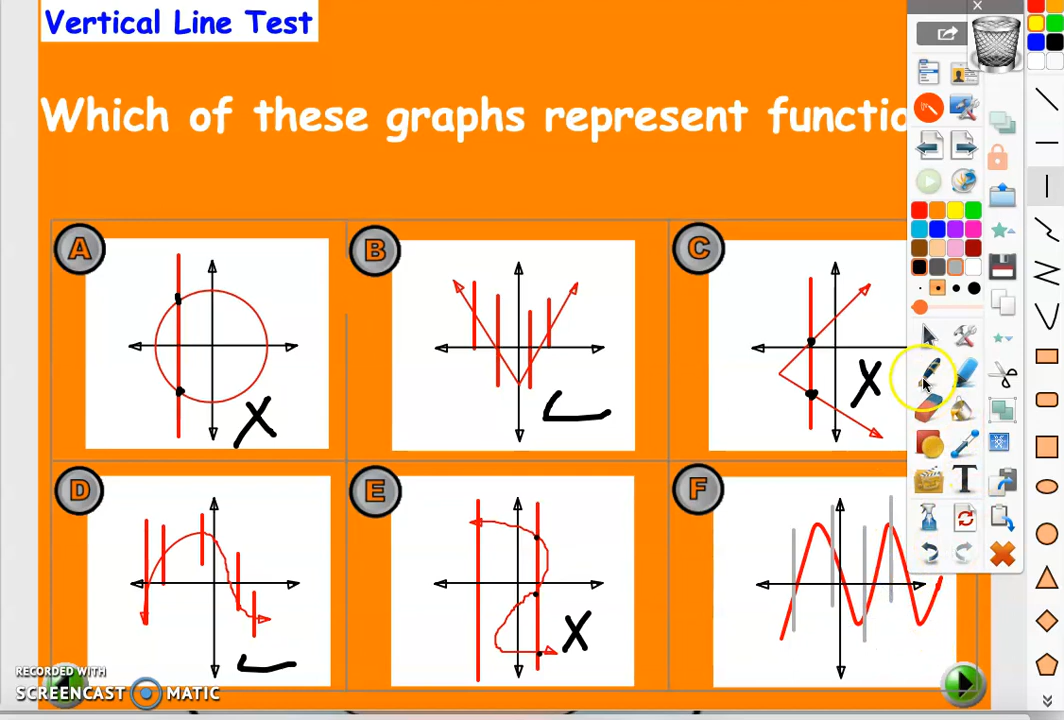 Vertical Line Test
Which of these graphs represent functio
A
B
C
X
X
D
E
F
X
T
RECORDED WITH
SCREENCAST MATIC